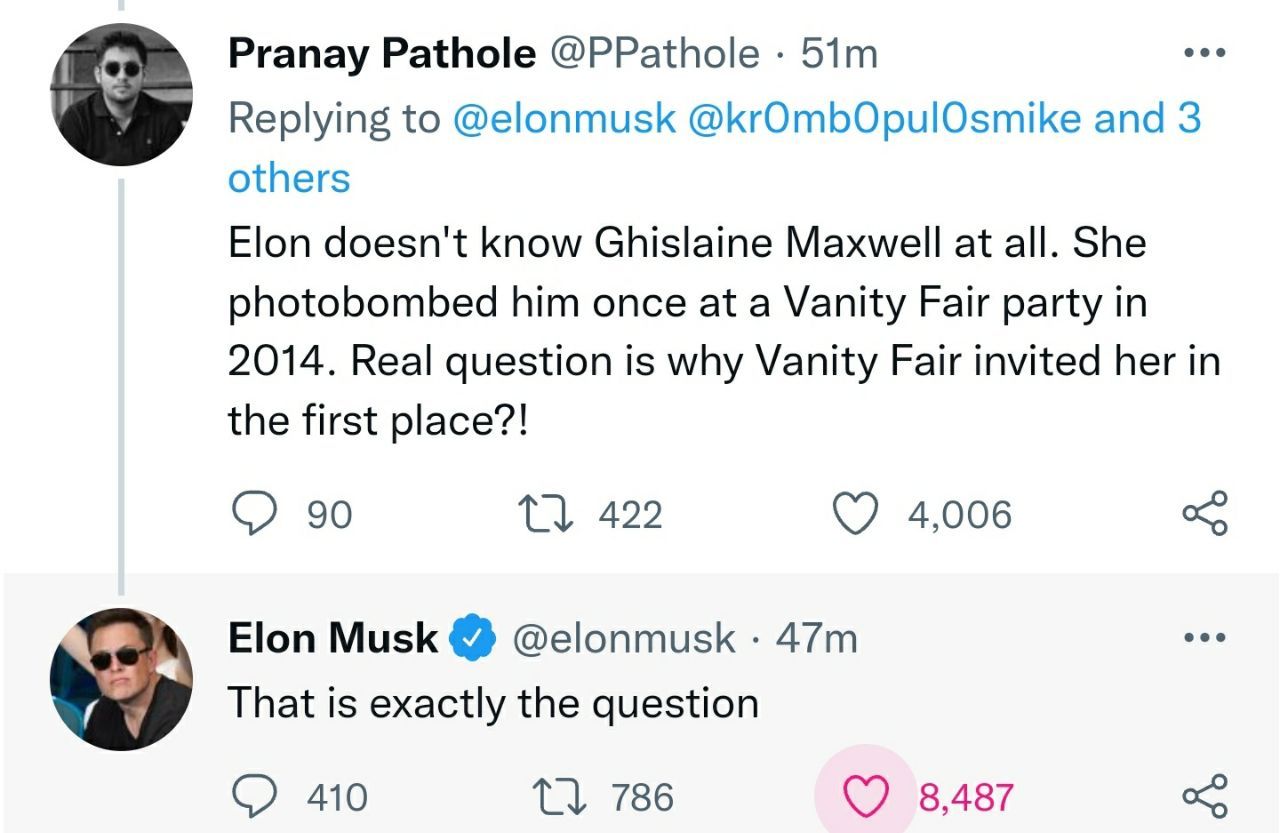 Pranay Pathole @PPathole · 51m
Replying to @elonmusk @kr0mb0pul0smike and 3
others
Elon doesn't know Ghislaine Maxwell at all. She
photobombed him once at a Vanity Fair party in
2014. Real question is why Vanity Fair invited her in
the first place?!
90 422 4,006
Elon Musk @elonmusk · 47m
That is exactly the question
410 786 8,487